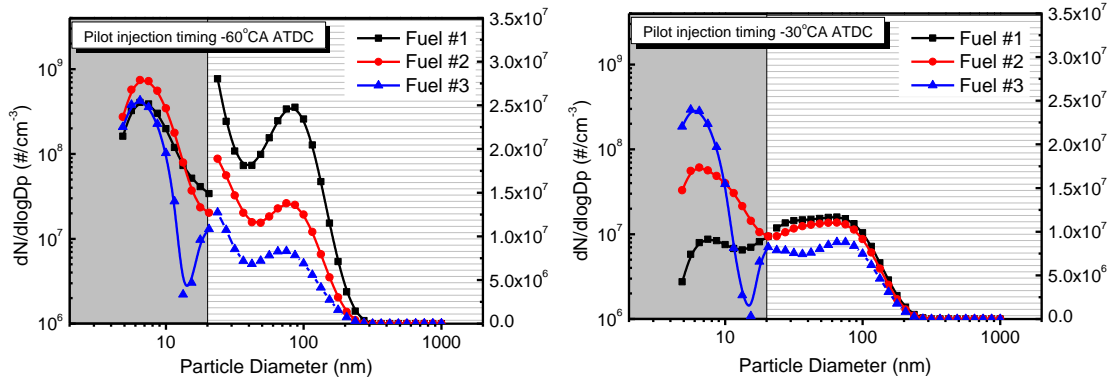 Pilot injection timing -60°CA ATDC
Fuel #1
Fuel #2
Fuel #3
dN/dlogDp (#/cm⁻³)
10⁹
10⁸
10⁷
10⁶
3.5x10⁷
3.0x10⁷
2.5x10⁷
2.0x10⁷
1.5x10⁷
1.0x10⁷
5.0x10⁶
0.0
10 100 1000
Particle Diameter (nm)
Pilot injection timing -30°CA ATDC
Fuel #1
Fuel #2
Fuel #3
dN/dlogDp (#/cm⁻³)
10⁹
10⁸
10⁷
10⁶
3.5x10⁷
3.0x10⁷
2.5x10⁷
2.0x10⁷
1.5x10⁷
1.0x10⁷
5.0x10⁶
0.0
10 100 1000
Particle Diameter (nm)